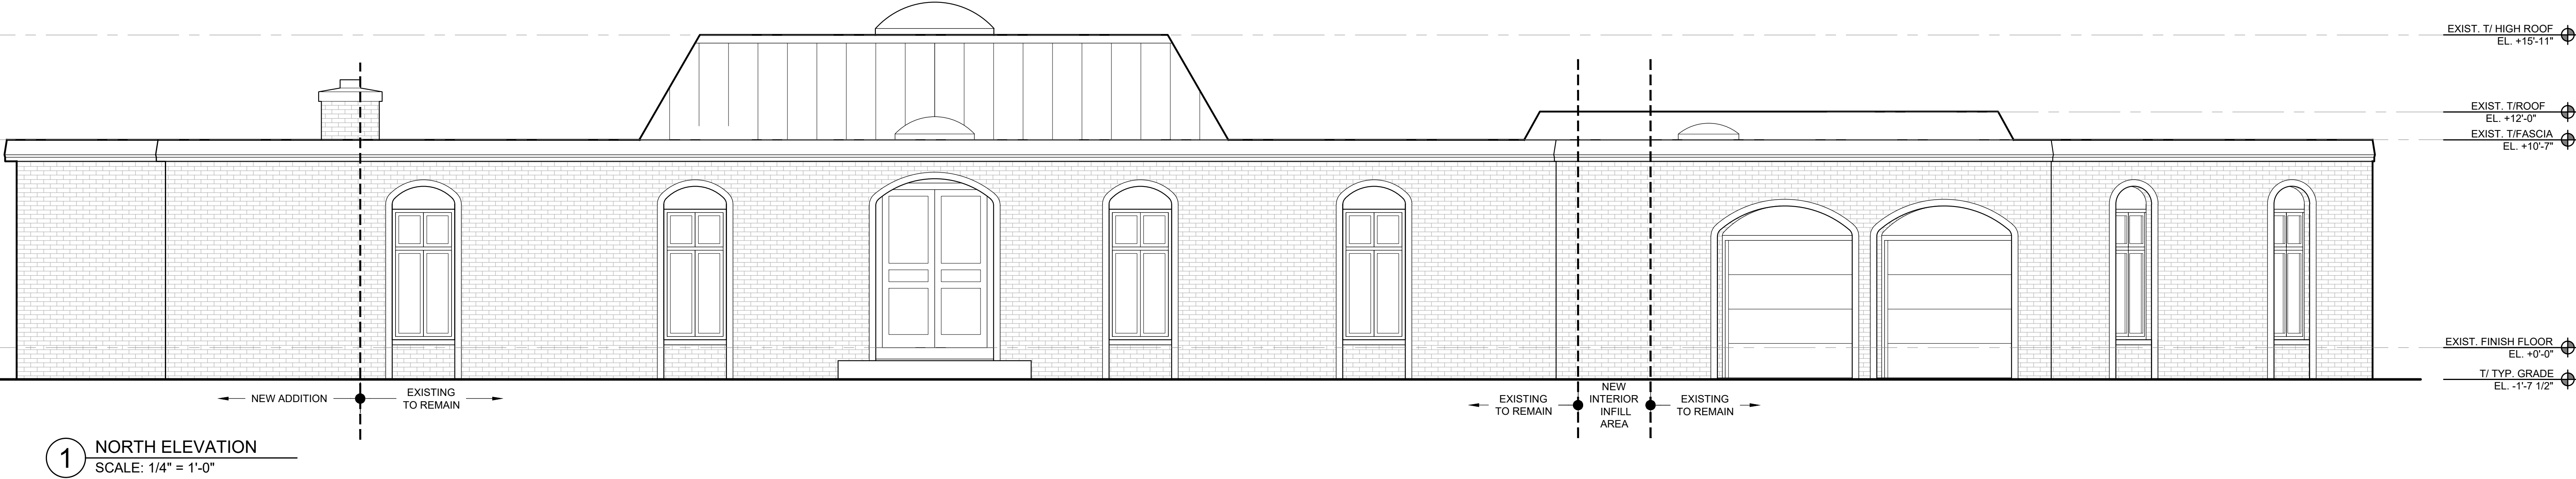 EXIST. T/ HIGH ROOF
EL. +15'-11"
EXIST. T/ROOF
EL. +12'-0"
EXIST. T/FASCIA
EL. +10'-7"
EXIST. FINISH FLOOR
EL. +0'-0"
T/ TYP. GRADE
EL. -1'-7 1/2"
NEW ADDITION
EXISTING
TO REMAIN
EXISTING
TO REMAIN
NEW
INTERIOR
INFILL
AREA
EXISTING
TO REMAIN
1
NORTH ELEVATION
SCALE: 1/4" = 1'-0"